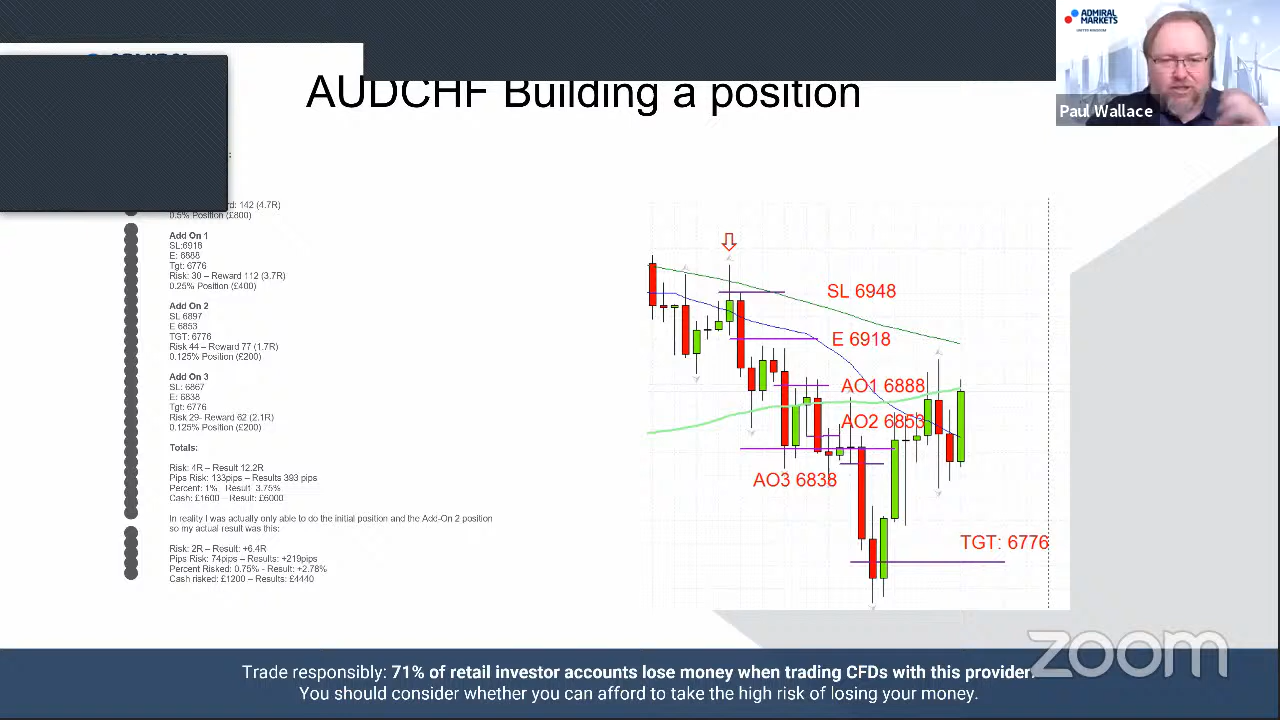 ADMIRAL
MARKETS
UNITED KINGDOM
Paul Wallace
AUDCHF Building a position
142 (4.7R)
0.5% Position (£800)
Add On 1
SL:6918
E: 6888
Tgt: 6776
Risk: 30 – Reward 112 (3.7R)
0.25% Position (£400)
Add On 2
SL 6897
E 6853
TGT: 6776
Risk 44 – Reward 77 (1.7R)
0.125% Position (£200)
Add On 3
SL: 6867
E: 6838
Tgt: 6776
Risk 29- Reward 62 (2.1R)
0.125% Position (£200)
Totals:
Risk: 4R – Result 12.2R
Pips Risk: 133pips – Results 393 pips
Percent: 1% - Result 3.75%
Cash: £1600 – Result: £6000
In reality I was actually only able to do the initial position and the Add-On 2 position
so my actual result was this:
Risk: 2R – Result: +6.4R
Pips Risk: 74pips – Results: +219pips
Percent Risked: 0.75% - Result: +2.78%
Cash risked: £1200 – Results: £4440
SL 6948
E 6918
AO1 6888
AO2 6853
AO3 6838
TGT: 6776
zoom
Trade responsibly: 71% of retail investor accounts lose money when trading CFDs with this provider.
You should consider whether you can afford to take the high risk of losing your money.